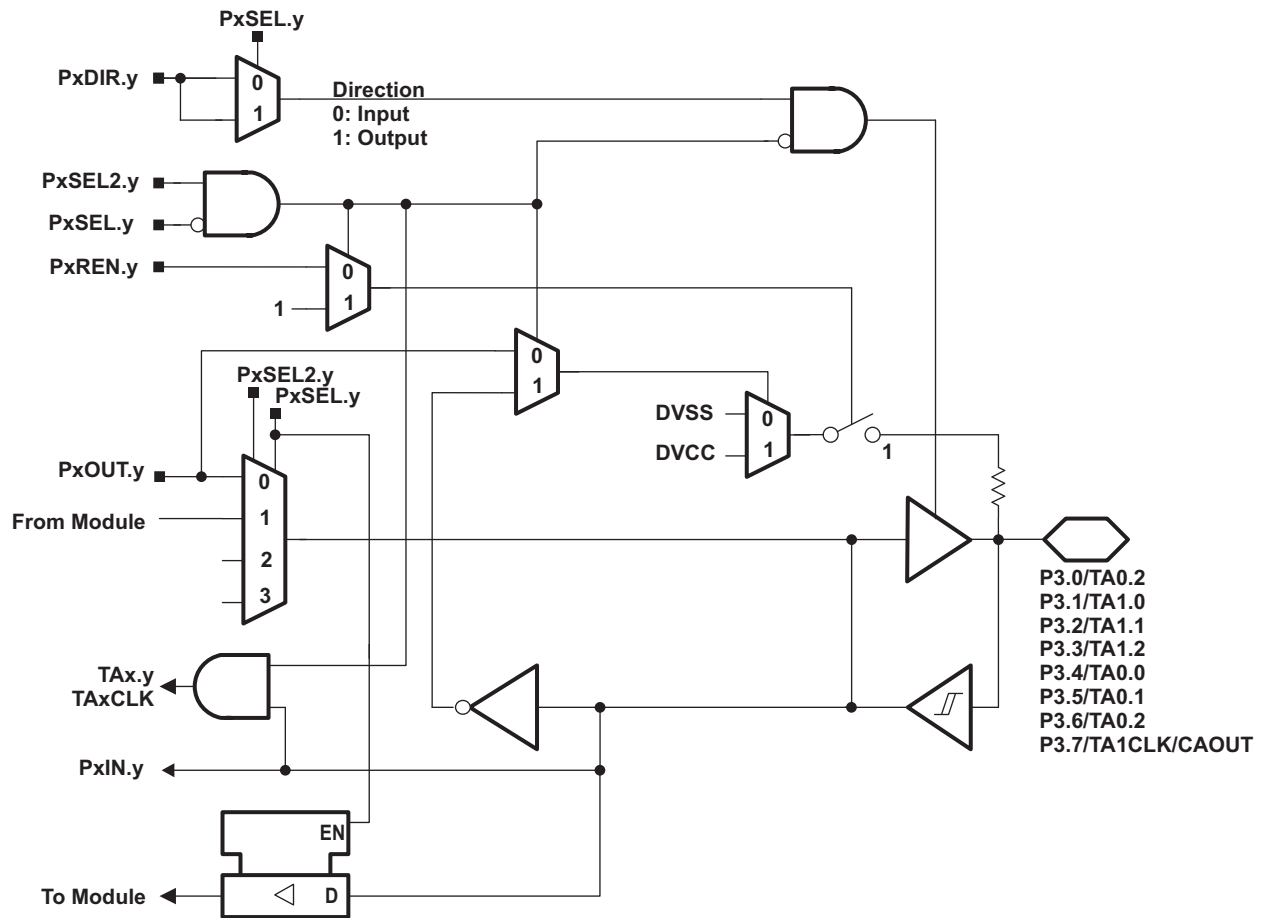 PxSEL.y
PxDIR.y
0
1
Direction
0: Input
1: Output
PxSEL2.y
PxSEL.y
PxREN.y
0
1
1
0
1
PxSEL2.y
PxSEL.y
DVSS
DVCC
0
1
1
PxOUT.y
From Module
0
1
2
3
P3.0/TA0.2
P3.1/TA1.0
P3.2/TA1.1
P3.3/TA1.2
P3.4/TA0.0
P3.5/TA0.1
P3.6/TA0.2
P3.7/TA1CLK/CAOUT
TAx.y
TAxCLK
PxIN.y
EN
To Module
D